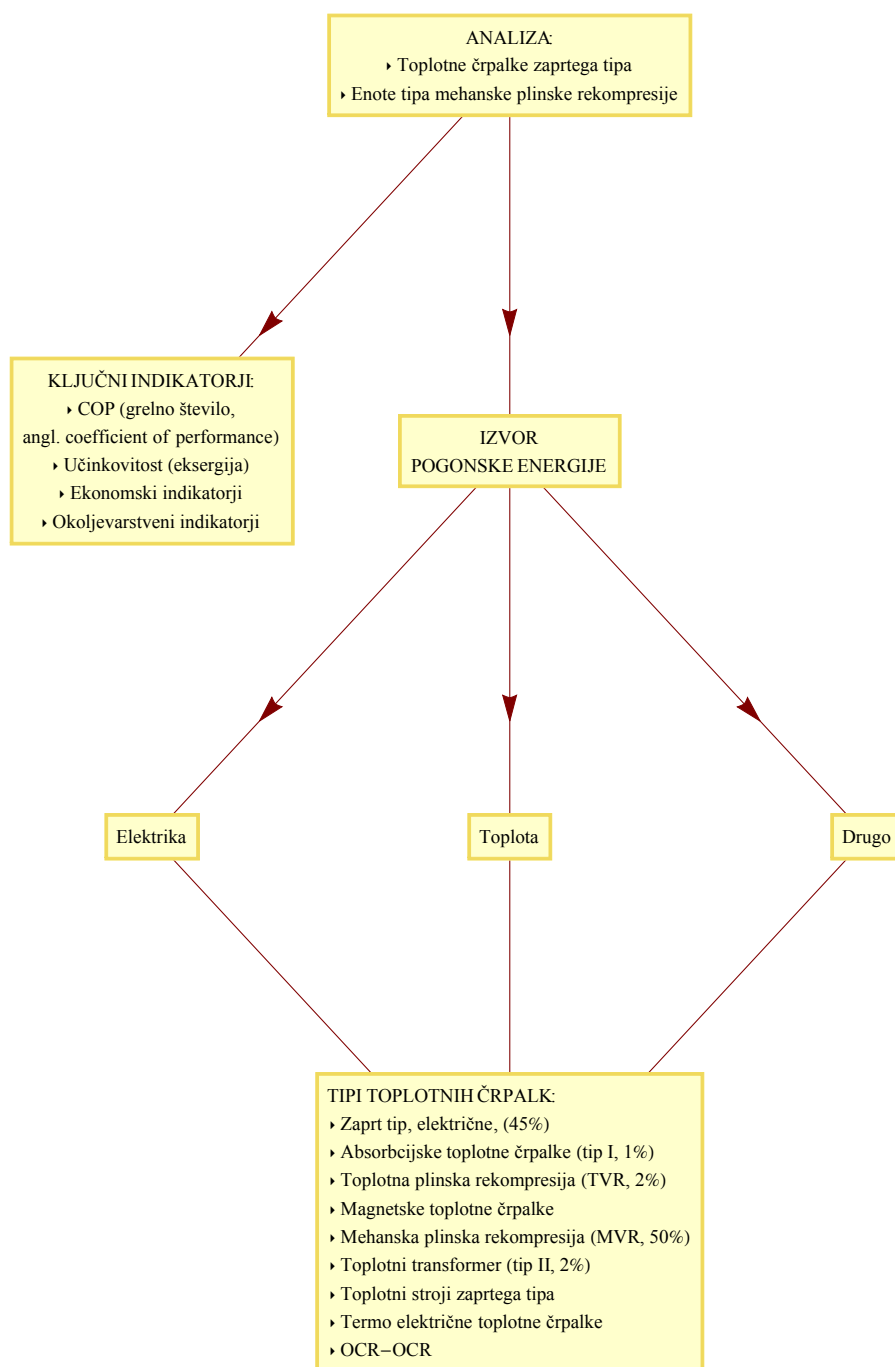 ANALIZA:
‣ Toplotne črpalke zaprtega tipa
‣ Enote tipa mehanske plinske rekompresije
KLJUČNI INDIKATORJI:
‣ COP (grelno število,
angl. coefficient of performance)
‣ Učinkovitost (eksergija)
‣ Ekonomski indikatorji
‣ Okoljevarstveni indikatorji
IZVOR
POGONSKE ENERGIJE
Elektrika
Toplota
Drugo
TIPI TOPLOTNIH ČRPALK:
‣ Zaprt tip, električne, (45%)
‣ Absorbcijske toplotne črpalke (tip I, 1%)
‣ Toplotna plinska rekompresija (TVR, 2%)
‣ Magnetske toplotne črpalke
‣ Mehanska plinska rekompresija (MVR, 50%)
‣ Toplotni transformer (tip II, 2%)
‣ Toplotni stroji zaprtega tipa
‣ Termo električne toplotne črpalke
‣ OCR−OCR